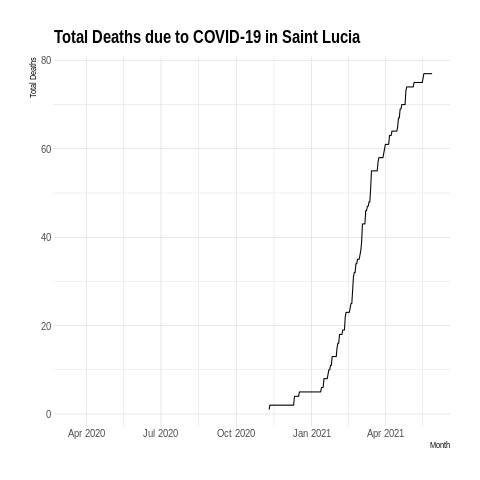 Total Deaths due to COVID-19 in Saint Lucia
Total Deaths
80
60
40
20
0
Apr 2020 Jul 2020 Oct 2020 Jan 2021 Apr 2021
Month